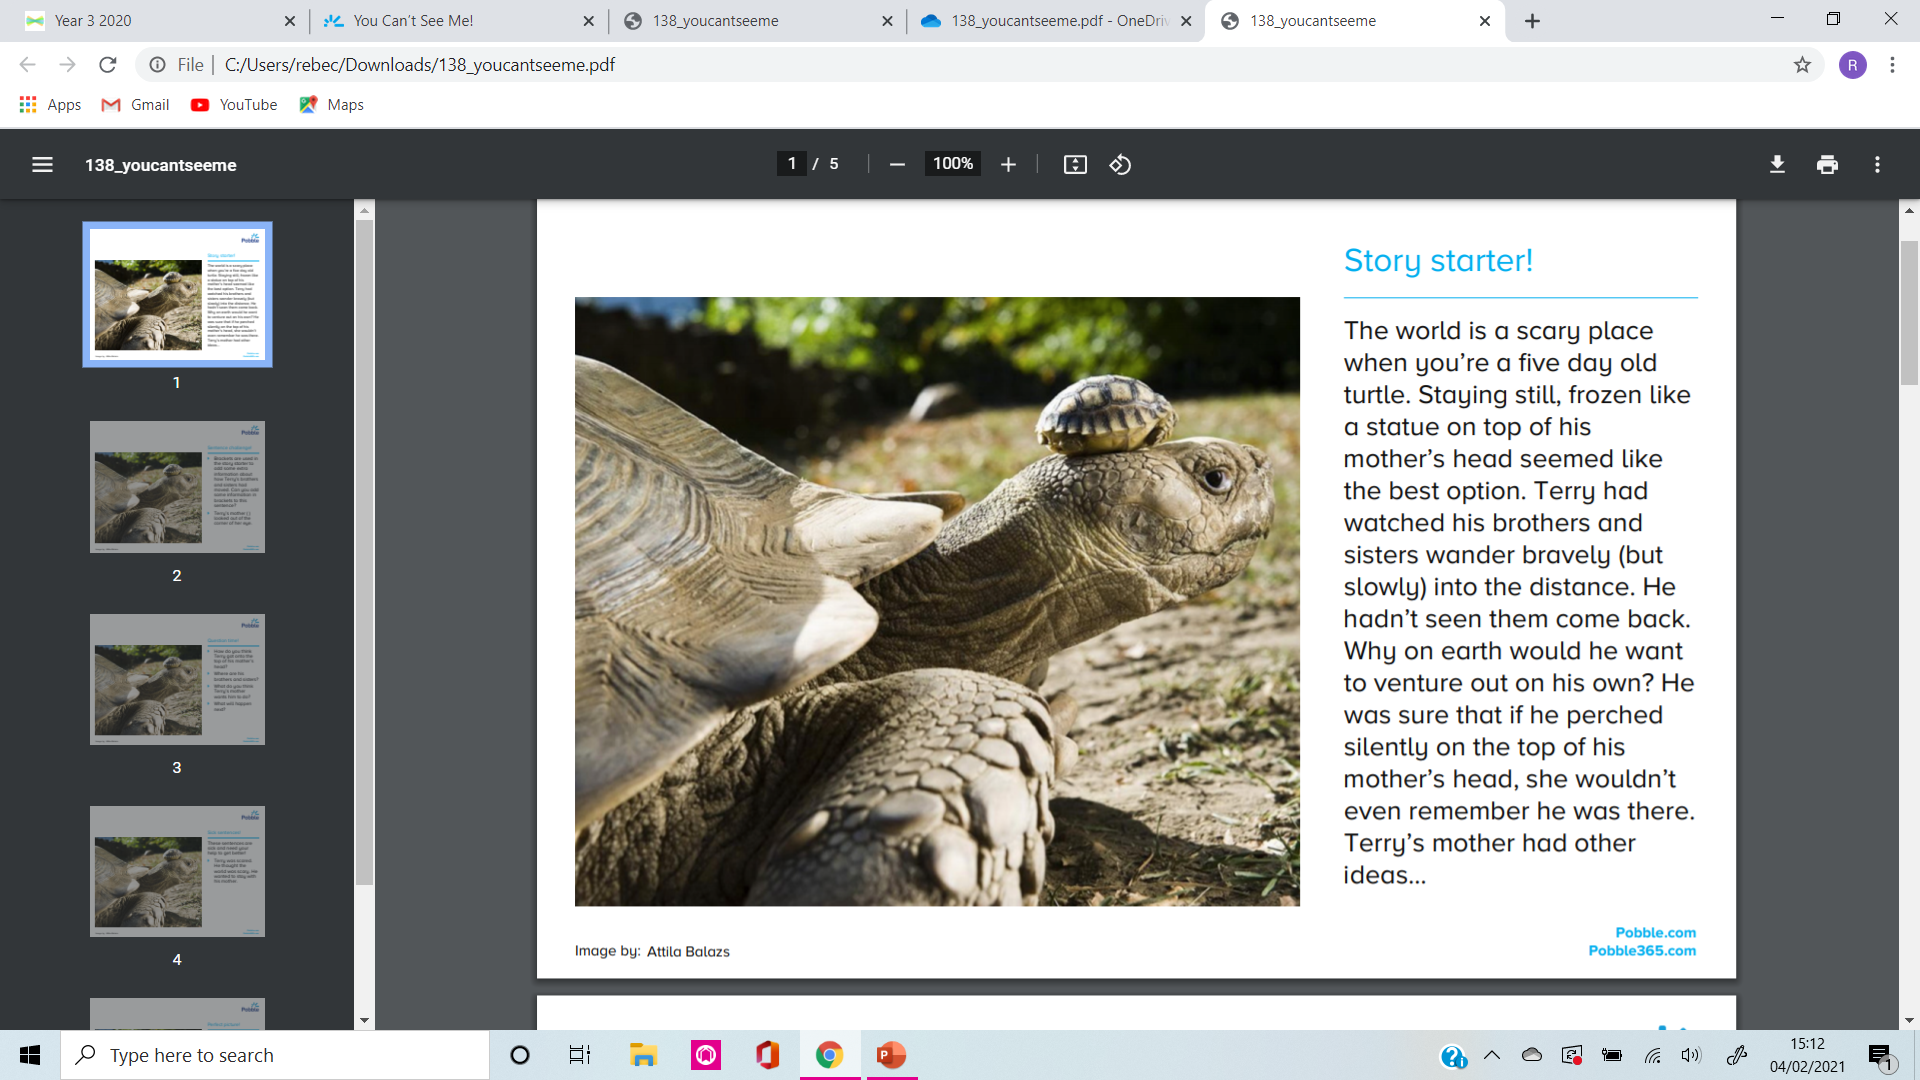 Year 3 2020
You Can't See Me!
138_youcantseeme
138_youcantseeme.pdf - OneDriv
138_youcantseeme
File | C:/Users/rebec/Downloads/138_youcantseeme.pdf
R
Apps
Gmail
YouTube
Maps
138_youcantseeme
1 / 5
100%
1
2
3
4
Story starter!
The world is a scary place
when you're a five day old
turtle. Staying still, frozen like
a statue on top of his
mother's head seemed like
the best option. Terry had
watched his brothers and
sisters wander bravely (but
slowly) into the distance. He
hadn't seen them come back.
Why on earth would he want
to venture out on his own? He
was sure that if he perched
silently on the top of his
mother's head, she wouldn't
even remember he was there.
Terry's mother had other
ideas...
Pobble.com
Pobble365.com
Image by: Attila Balazs
Type here to search
15:12
04/02/2021
1